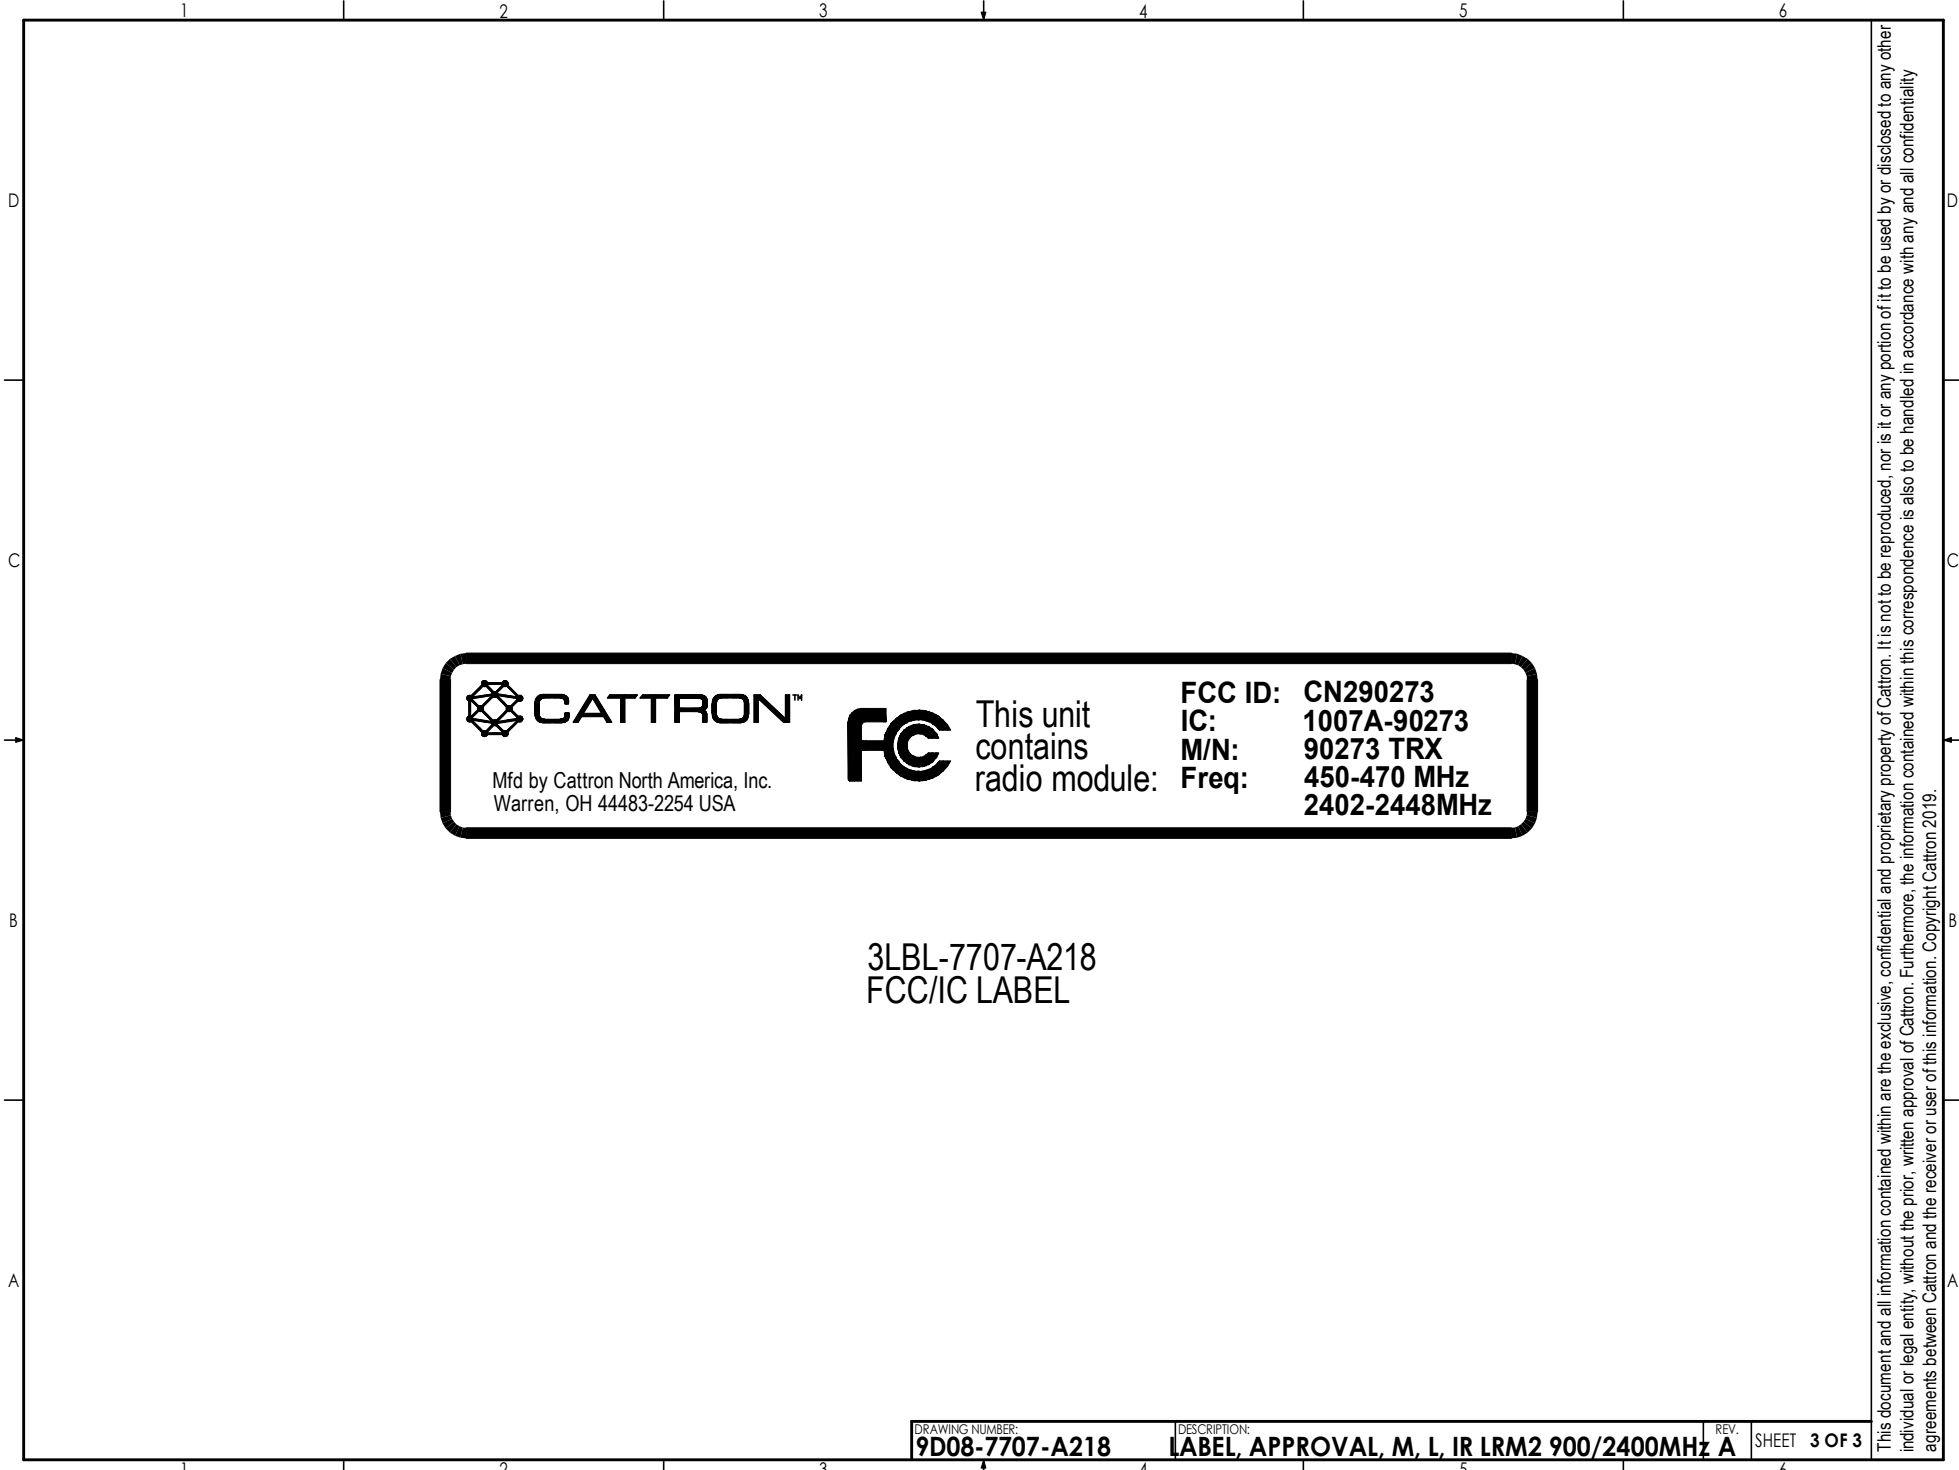 1 2 3 4 5 6
D D
C C
B B
A A
CATTRON™
Mfd by Cattron North America, Inc.
Warren, OH 44483-2254 USA
FC
This unit
contains
radio module:
FCC ID: CN290273
IC: 1007A-90273
M/N: 90273 TRX
Freq: 450-470 MHz
2402-2448MHz
3LBL-7707-A218
FCC/IC LABEL
This document and all information contained within are the exclusive, confidential and proprietary property of Cattron. It is not to be reproduced, nor is it or any portion of it to be used by or disclosed to any other
individual or legal entity, without the prior, written approval of Cattron. Furthermore, the information contained within this correspondence is also to be handled in accordance with any and all confidentiality
agreements between Cattron and the receiver or user of this information. Copyright Cattron 2019.
DRAWING NUMBER: DESCRIPTION: REV.
9D08-7707-A218 LABEL, APPROVAL, M, L, IR LRM2 900/2400MHz A SHEET 3 OF 3
1 2 3 4 5 6